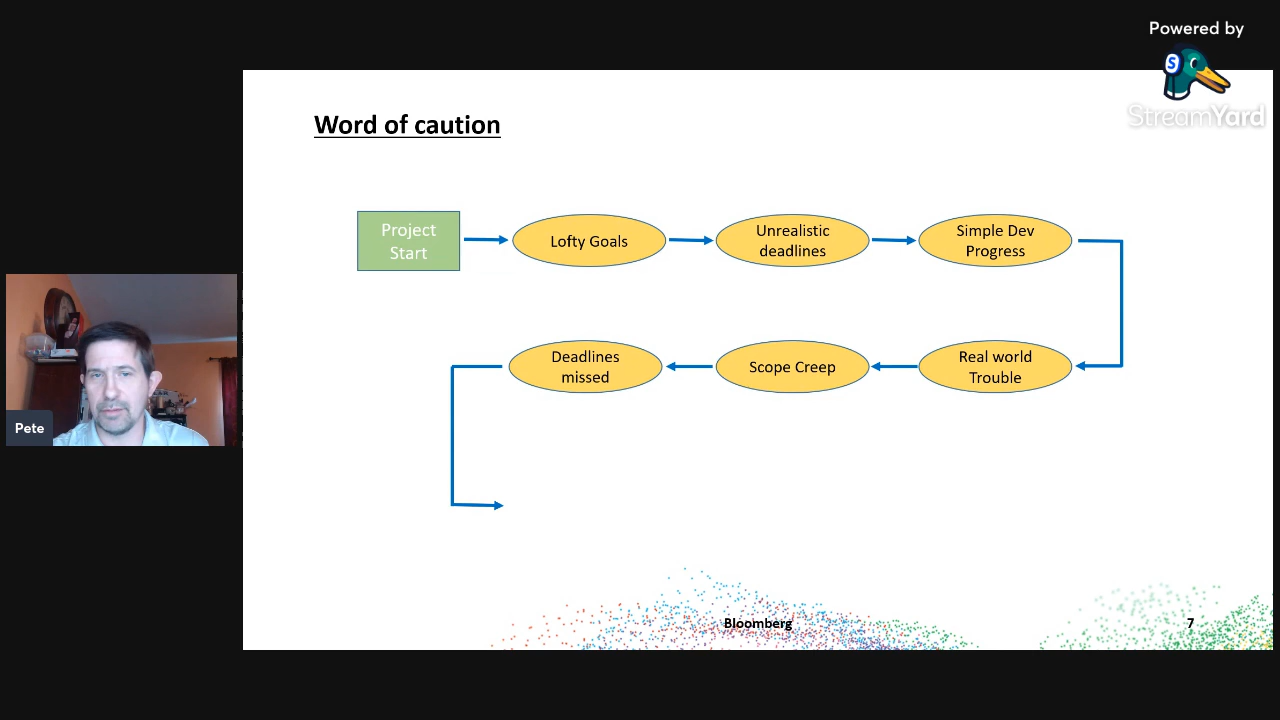 Powered by
StreamYard
Word of caution
Project
Start
Lofty Goals
Unrealistic
deadlines
Simple Dev
Progress
Deadlines
missed
Scope Creep
Real world
Trouble
Pete
Bloomberg
7